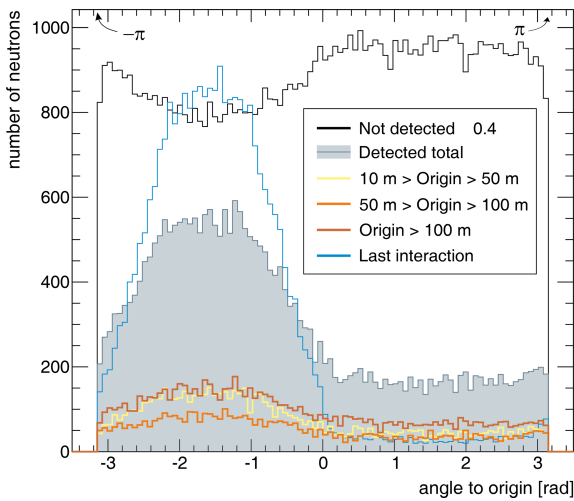 number of neutrons
1000
800
600
400
200
0
−π
π
Not detected 0.4
Detected total
10 m > Origin > 50 m
50 m > Origin > 100 m
Origin > 100 m
Last interaction
-3 -2 -1 0 1 2 3
angle to origin [rad]